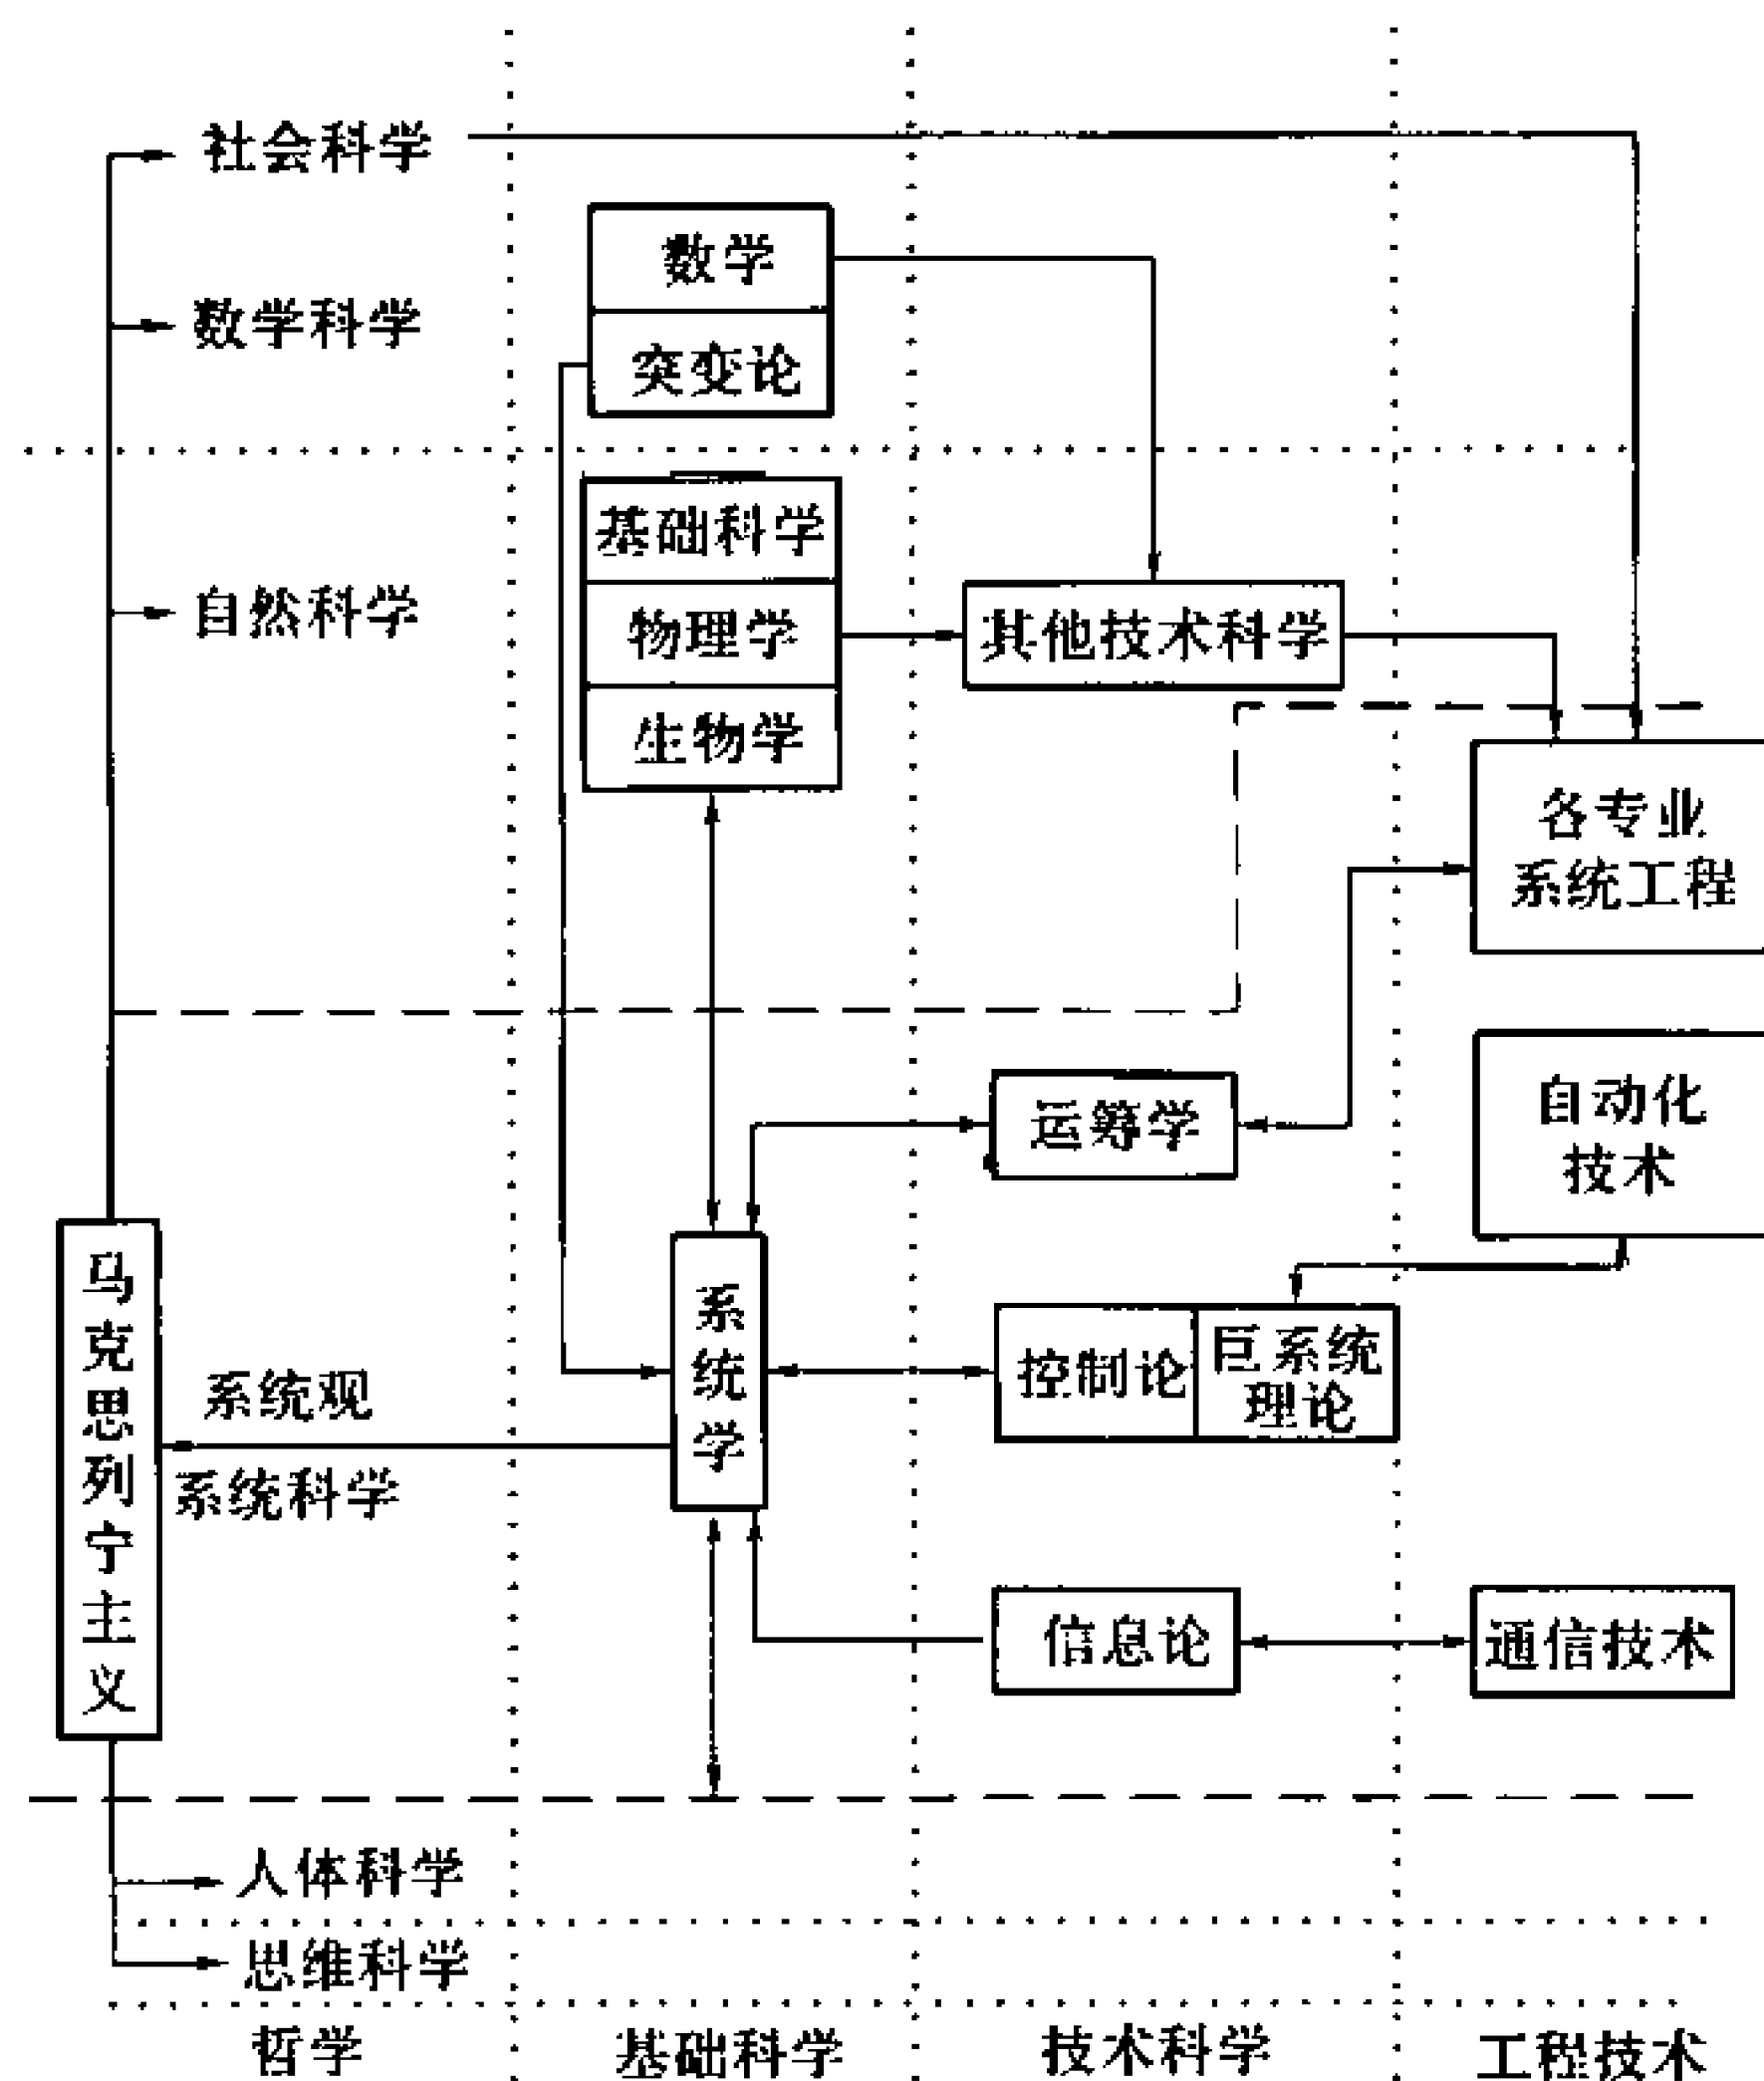 社会科学
数学
数学科学
突变论
基础科学
自然科学
物理学
其他技术科学
生物学
各专业
系统工程
运筹学
自动化
技术
马克思列宁主义
系统学
系统观
系统科学
控制论
巨系统
理论
信息论
通信技术
人体科学
思维科学
哲学
基础科学
技术科学
工程技术